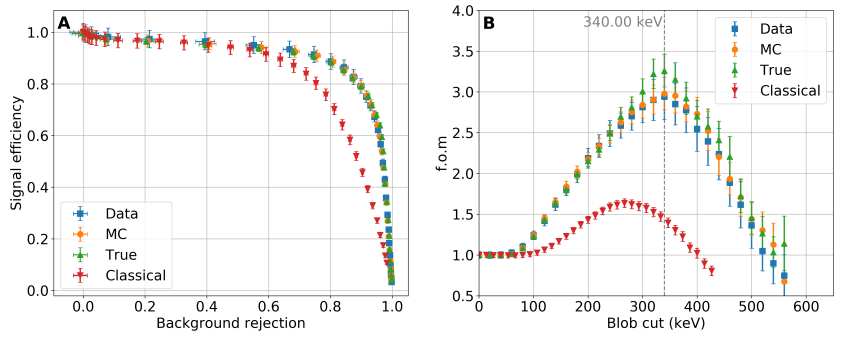 A
Signal efficiency
1.0
0.8
0.6
0.4
0.2
0.0
Data
MC
True
Classical
0.0 0.2 0.4 0.6 0.8 1.0
Background rejection
B
340.00 keV
f.o.m
4.0
3.5
3.0
2.5
2.0
1.5
1.0
0.5
Data
MC
True
Classical
0 100 200 300 400 500 600
Blob cut (keV)